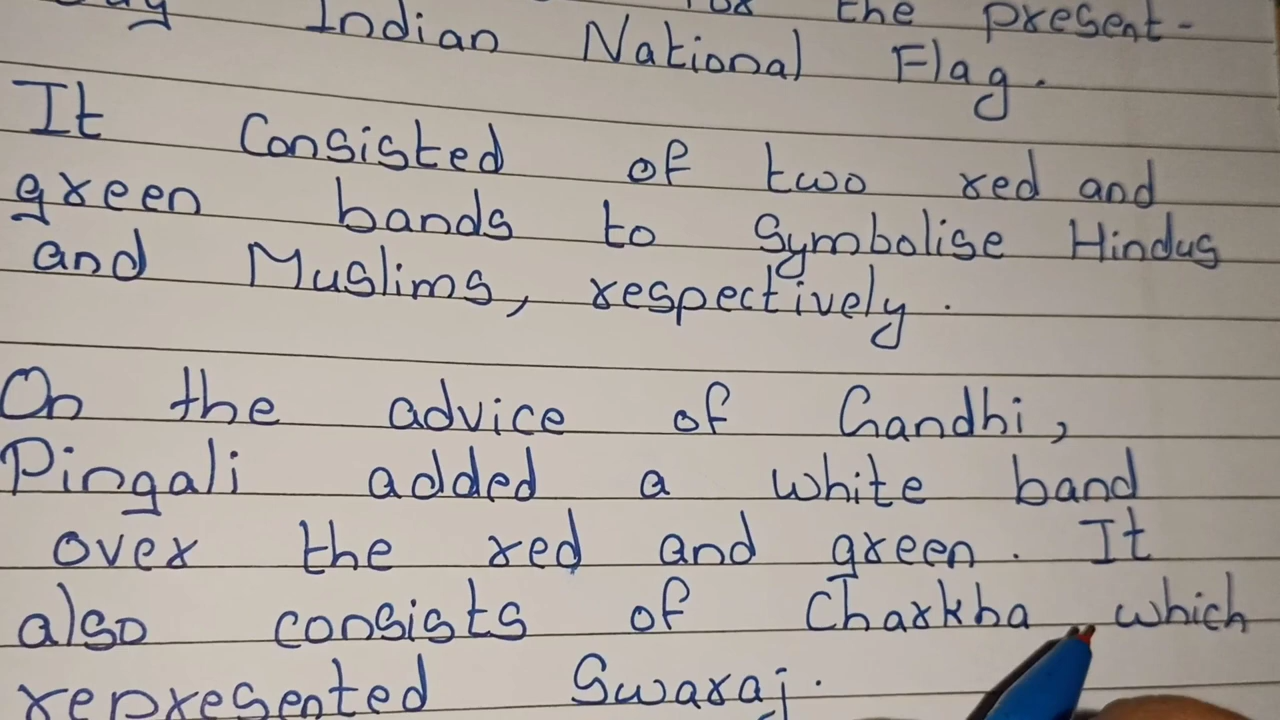 the present-
Indian National Flag.
It Consisted of two red and
green bands to Symbolise Hindus
and Muslims, respectively.
On the advice of Gandhi,
Pingali added a white band
over the red and green. It
also consists of Charkha which
represented Swaraj.